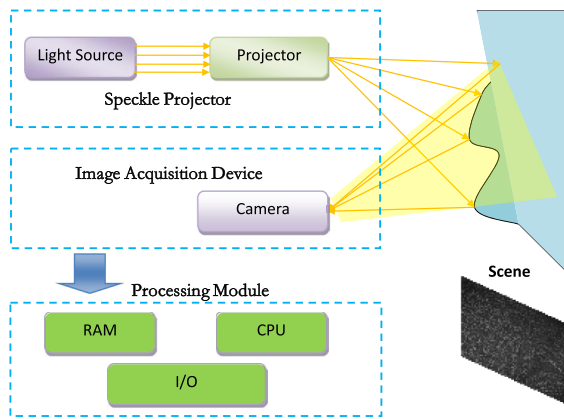 Light Source
Projector
Speckle Projector
Image Acquisition Device
Camera
Scene
Processing Module
RAM
CPU
I/O